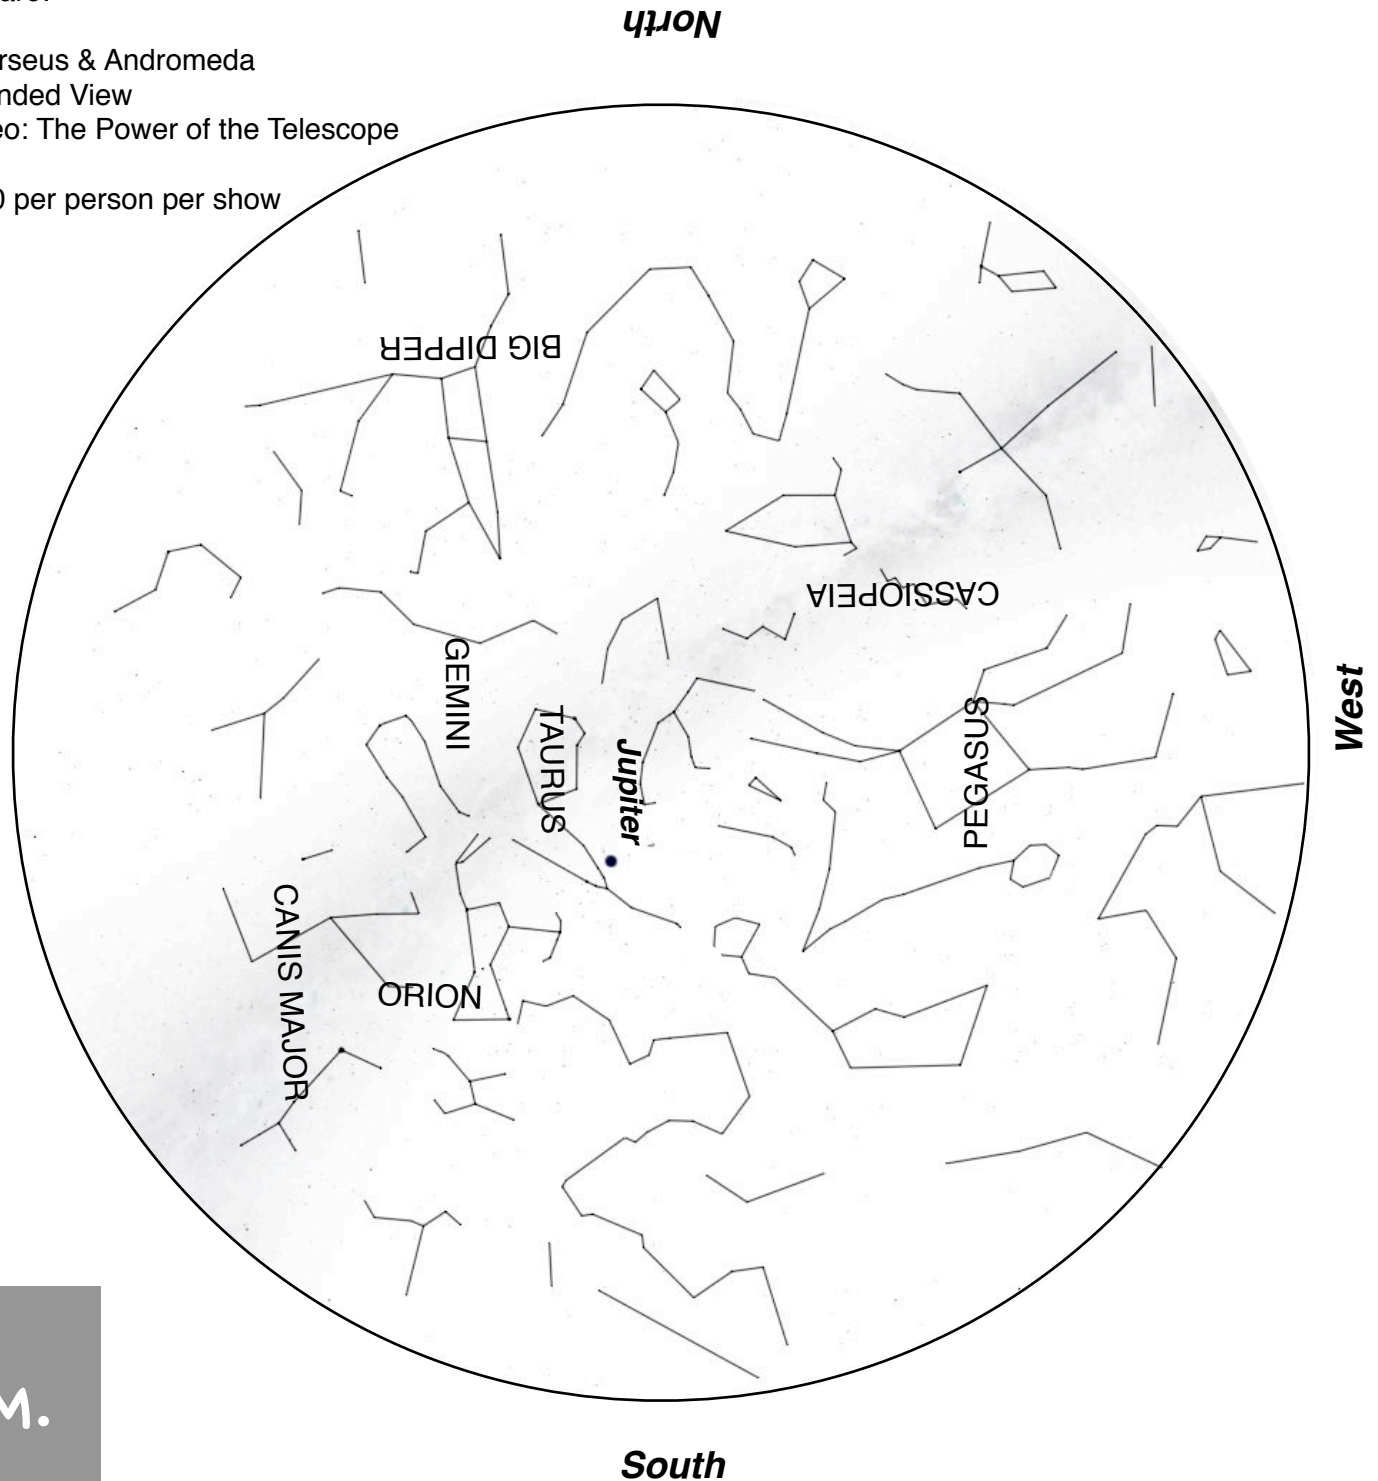 rseus & Andromeda
nded View
eo: The Power of the Telescope
0 per person per show
North
BIG DIPPER
CASSIOPEIA
GEMINI
TAURUS
Jupiter
PEGASUS
West
CANIS MAJOR
ORION
M.
South